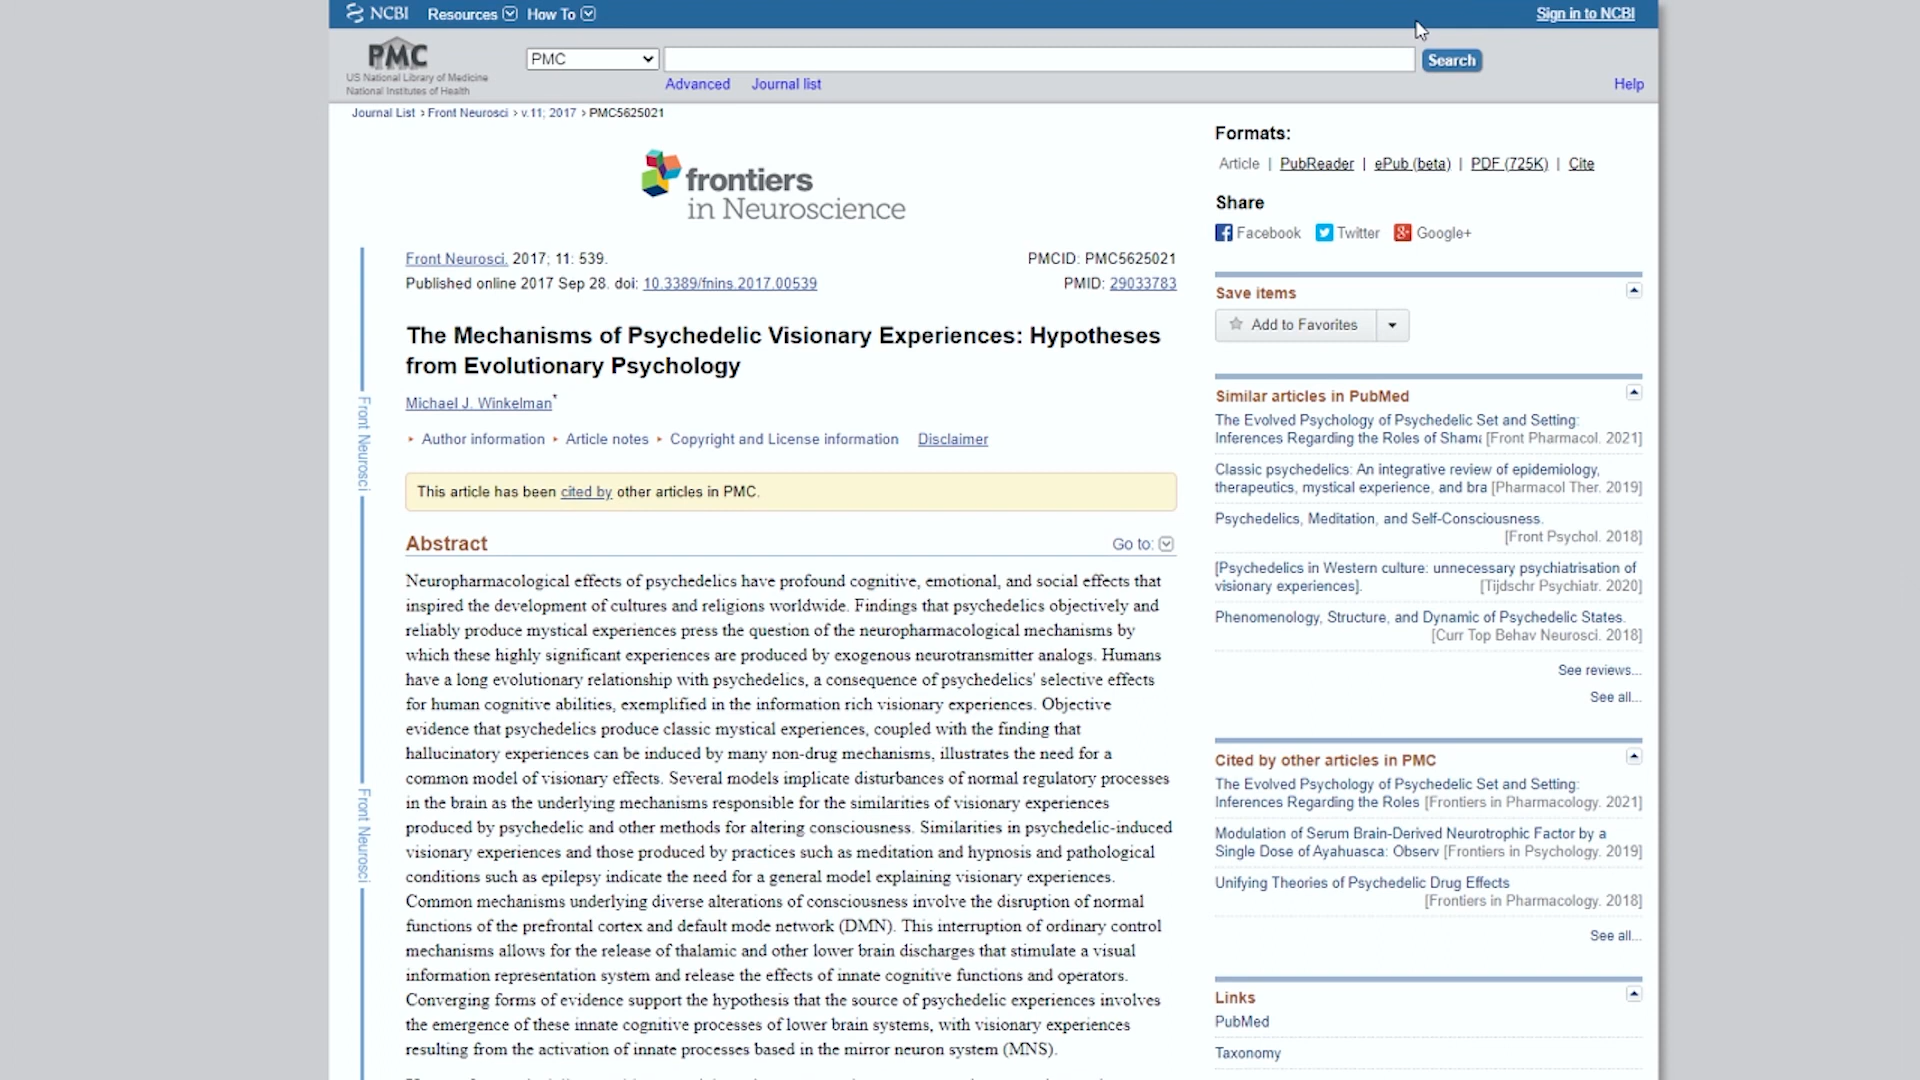 NCBI Resources How To Sign in to NCBI
PMC
US National Library of Medicine
National Institutes of Health
PMC Search
Advanced Journal list Help
Journal List > Front Neurosci > v.11; 2017 > PMC5625021
frontiers
in Neuroscience
Front Neurosci. 2017; 11: 539.
Published online 2017 Sep 28. doi: 10.3389/fnins.2017.00539
PMCID: PMC5625021
PMID: 29033783
The Mechanisms of Psychedelic Visionary Experiences: Hypotheses
from Evolutionary Psychology
Michael J. Winkelman*
Author information Article notes Copyright and License information Disclaimer
This article has been cited by other articles in PMC.
Abstract Go to:
Neuropharmacological effects of psychedelics have profound cognitive, emotional, and social effects that
inspired the development of cultures and religions worldwide. Findings that psychedelics objectively and
reliably produce mystical experiences press the question of the neuropharmacological mechanisms by
which these highly significant experiences are produced by exogenous neurotransmitter analogs. Humans
have a long evolutionary relationship with psychedelics, a consequence of psychedelics' selective effects
for human cognitive abilities, exemplified in the information rich visionary experiences. Objective
evidence that psychedelics produce classic mystical experiences, coupled with the finding that
hallucinatory experiences can be induced by many non-drug mechanisms, illustrates the need for a
common model of visionary effects. Several models implicate disturbances of normal regulatory processes
in the brain as the underlying mechanisms responsible for the similarities of visionary experiences
produced by psychedelic and other methods for altering consciousness. Similarities in psychedelic-induced
visionary experiences and those produced by practices such as meditation and hypnosis and pathological
conditions such as epilepsy indicate the need for a general model explaining visionary experiences.
Common mechanisms underlying diverse alterations of consciousness involve the disruption of normal
functions of the prefrontal cortex and default mode network (DMN). This interruption of ordinary control
mechanisms allows for the release of thalamic and other lower brain discharges that stimulate a visual
information representation system and release the effects of innate cognitive functions and operators.
Converging forms of evidence support the hypothesis that the source of psychedelic experiences involves
the emergence of these innate cognitive processes of lower brain systems, with visionary experiences
resulting from the activation of innate processes based in the mirror neuron system (MNS).
Front Neurosci
Front Neurosci
Formats:
Article | PubReader | ePub (beta) | PDF (725K) | Cite
Share
Facebook Twitter Google+
Save items
Add to Favorites
Similar articles in PubMed
The Evolved Psychology of Psychedelic Set and Setting:
Inferences Regarding the Roles of Shama [Front Pharmacol. 2021]
Classic psychedelics: An integrative review of epidemiology,
therapeutics, mystical experience, and bra [Pharmacol Ther. 2019]
Psychedelics, Meditation, and Self-Consciousness.
[Front Psychol. 2018]
[Psychedelics in Western culture: unnecessary psychiatrisation of
visionary experiences]. [Tijdschr Psychiatr. 2020]
Phenomenology, Structure, and Dynamic of Psychedelic States.
[Curr Top Behav Neurosci. 2018]
See reviews...
See all...
Cited by other articles in PMC
The Evolved Psychology of Psychedelic Set and Setting:
Inferences Regarding the Roles [Frontiers in Pharmacology. 2021]
Modulation of Serum Brain-Derived Neurotrophic Factor by a
Single Dose of Ayahuasca: Observ [Frontiers in Psychology. 2019]
Unifying Theories of Psychedelic Drug Effects
[Frontiers in Pharmacology. 2018]
See all...
Links
PubMed
Taxonomy